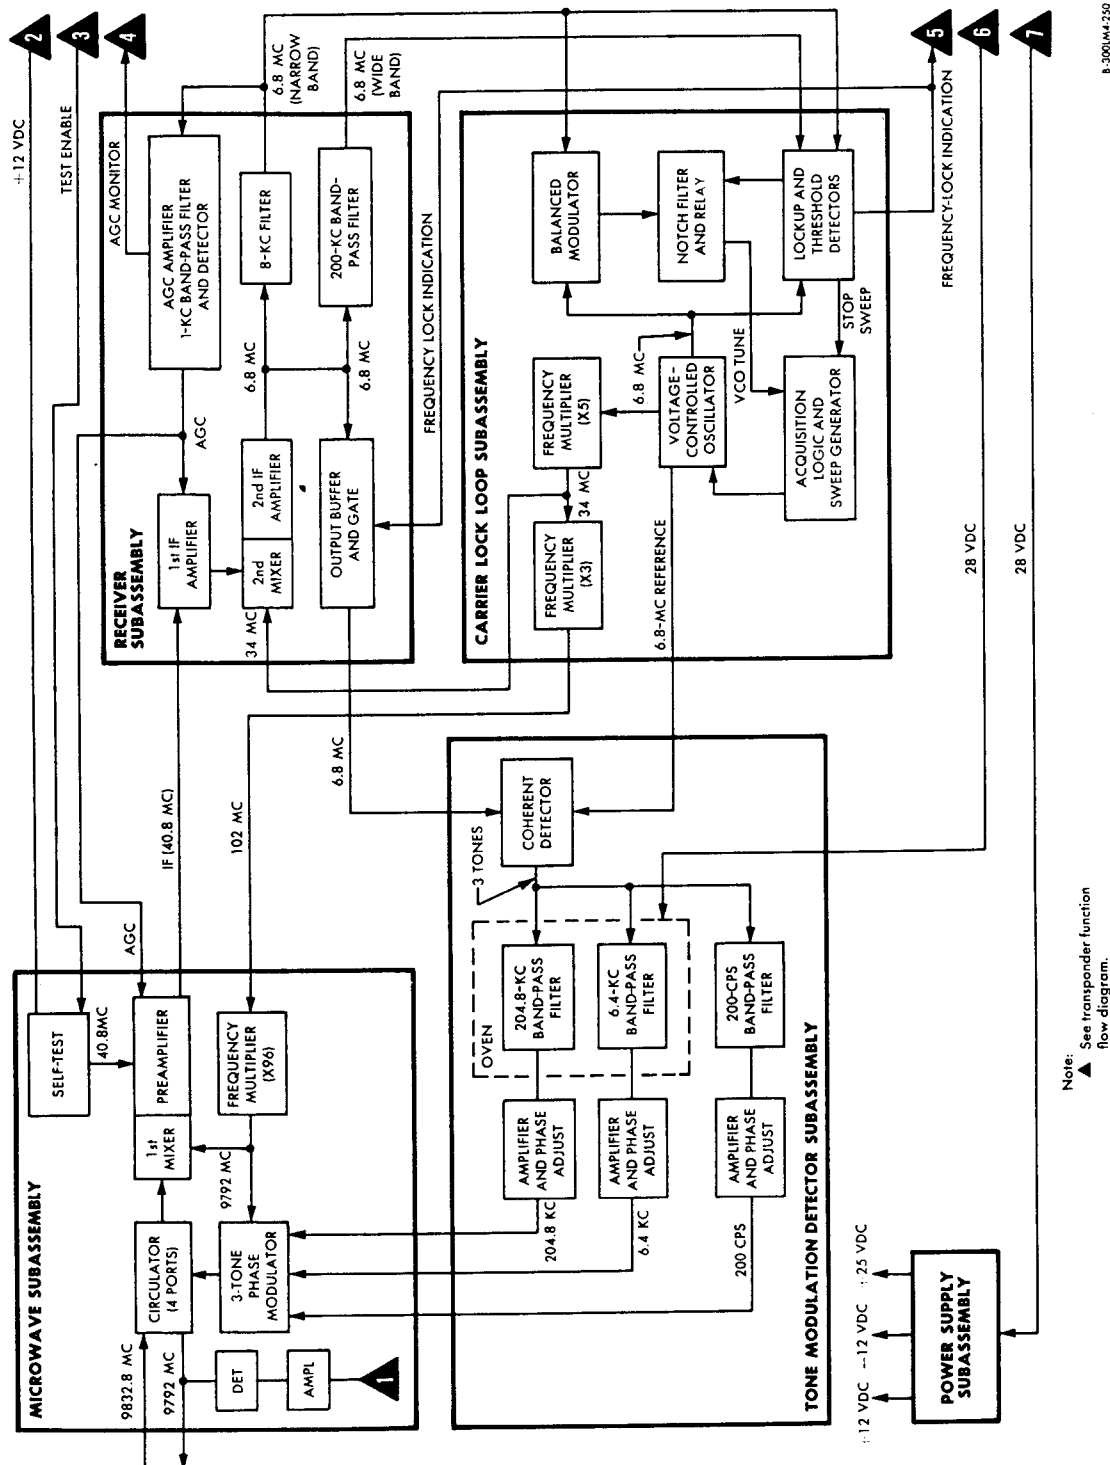 MICROWAVE SUBASSEMBLY
9832.8 MC
9792 MC
CIRCULATOR
(4 PORTS)
1st
MIXER
PREAMPLIFIER
SELF-TEST
40.8MC
AGC
3-TONE
PHASE
MODULATOR
9792 MC
FREQUENCY
MULTIPLIER
(X96)
DET
AMPL
1
+12 VDC
2
TEST ENABLE
3
AGC MONITOR
4
IF (40.8 MC)
102 MC
RECEIVER
SUBASSEMBLY
1st IF
AMPLIFIER
AGC
AGC AMPLIFIER
1-KC BAND-PASS FILTER
AND DETECTOR
34 MC
2nd
MIXER
2nd IF
AMPLIFIER
6.8 MC
8-KC FILTER
6.8 MC
(NARROW
BAND)
OUTPUT BUFFER
AND GATE
6.8 MC
200-KC BAND-
PASS FILTER
6.8 MC
(WIDE
BAND)
6.8 MC
FREQUENCY LOCK INDICATION
CARRIER LOCK LOOP SUBASSEMBLY
FREQUENCY
MULTIPLIER
(X3)
34 MC
FREQUENCY
MULTIPLIER
(X5)
BALANCED
MODULATOR
6.8 MC
VOLTAGE-
CONTROLLED
OSCILLATOR
NOTCH FILTER
AND RELAY
VCO TUNE
6.8-MC REFERENCE
ACQUISITION
LOGIC AND
SWEEP GENERATOR
STOP
SWEEP
LOCKUP AND
THRESHOLD
DETECTORS
FREQUENCY-LOCK INDICATION
5
TONE MODULATION DETECTOR SUBASSEMBLY
COHERENT
DETECTOR
3 TONES
OVEN
204.8-KC
BAND-PASS
FILTER
AMPLIFIER
AND PHASE
ADJUST
204.8 KC
6.4-KC
BAND-PASS
FILTER
AMPLIFIER
AND PHASE
ADJUST
6.4 KC
200-CPS
BAND-PASS
FILTER
AMPLIFIER
AND PHASE
ADJUST
200 CPS
28 VDC
6
28 VDC
7
+12 VDC
-12 VDC
+25 VDC
POWER SUPPLY
SUBASSEMBLY
Note:
▲ See transponder function
flow diagram.
B-300LM4-250